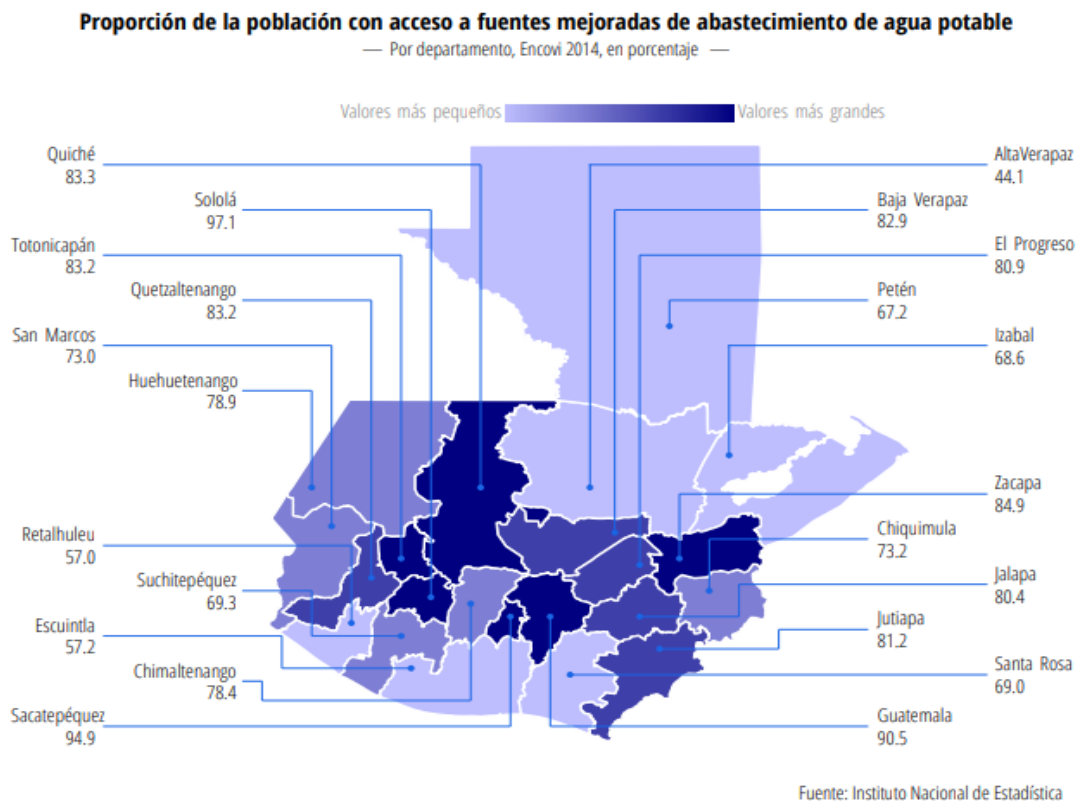 Proporción de la población con acceso a fuentes mejoradas de abastecimiento de agua potable
— Por departamento, Encovi 2014, en porcentaje —
Valores más pequeños
Valores más grandes
Quiché
83.3
Sololá
97.1
Totonicapán
83.2
Quetzaltenango
83.2
San Marcos
73.0
Huehuetenango
78.9
Retalhuleu
57.0
Suchitepéquez
69.3
Escuintla
57.2
Chimaltenango
78.4
Sacatepéquez
94.9
AltaVerapaz
44.1
Baja Verapaz
82.9
El Progreso
80.9
Petén
67.2
Izabal
68.6
Zacapa
84.9
Chiquimula
73.2
Jalapa
80.4
Jutiapa
81.2
Santa Rosa
69.0
Guatemala
90.5
Fuente: Instituto Nacional de Estadística